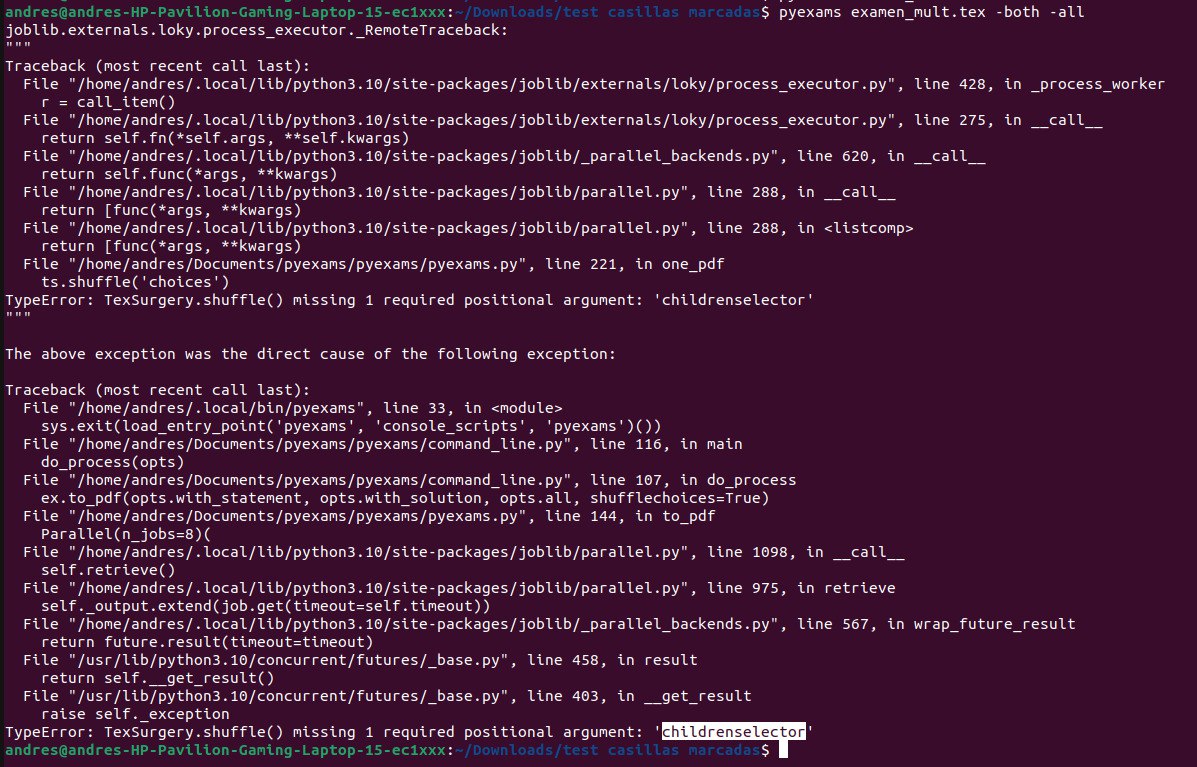 andres@andres-HP-Pavilion-Gaming-Laptop-15-ec1xxx:~/Downloads/test casillas marcadas$ pyexams examen_mult.tex -both -all
joblib.externals.loky.process_executor._RemoteTraceback:
"""
Traceback (most recent call last):
  File "/home/andres/.local/lib/python3.10/site-packages/joblib/externals/loky/process_executor.py", line 428, in _process_worker
    r = call_item()
  File "/home/andres/.local/lib/python3.10/site-packages/joblib/externals/loky/process_executor.py", line 275, in __call__
    return self.fn(*self.args, **self.kwargs)
  File "/home/andres/.local/lib/python3.10/site-packages/joblib/_parallel_backends.py", line 620, in __call__
    return self.func(*args, **kwargs)
  File "/home/andres/.local/lib/python3.10/site-packages/joblib/parallel.py", line 288, in __call__
    return [func(*args, **kwargs)
  File "/home/andres/.local/lib/python3.10/site-packages/joblib/parallel.py", line 288, in <listcomp>
    return [func(*args, **kwargs)
  File "/home/andres/Documents/pyexams/pyexams/pyexams.py", line 221, in one_pdf
    ts.shuffle('choices')
TypeError: TexSurgery.shuffle() missing 1 required positional argument: 'childrenselector'
"""

The above exception was the direct cause of the following exception:

Traceback (most recent call last):
  File "/home/andres/.local/bin/pyexams", line 33, in <module>
    sys.exit(load_entry_point('pyexams', 'console_scripts', 'pyexams')())
  File "/home/andres/Documents/pyexams/pyexams/command_line.py", line 116, in main
    do_process(opts)
  File "/home/andres/Documents/pyexams/pyexams/command_line.py", line 107, in do_process
    ex.to_pdf(opts.with_statement, opts.with_solution, opts.all, shufflechoices=True)
  File "/home/andres/Documents/pyexams/pyexams/pyexams.py", line 144, in to_pdf
    Parallel(n_jobs=8)(
  File "/home/andres/.local/lib/python3.10/site-packages/joblib/parallel.py", line 1098, in __call__
    self.retrieve()
  File "/home/andres/.local/lib/python3.10/site-packages/joblib/parallel.py", line 975, in retrieve
    self._output.extend(job.get(timeout=self.timeout))
  File "/home/andres/.local/lib/python3.10/site-packages/joblib/_parallel_backends.py", line 567, in wrap_future_result
    return future.result(timeout=timeout)
  File "/usr/lib/python3.10/concurrent/futures/_base.py", line 458, in result
    return self.__get_result()
  File "/usr/lib/python3.10/concurrent/futures/_base.py", line 403, in __get_result
    raise self._exception
TypeError: TexSurgery.shuffle() missing 1 required positional argument: 'childrenselector'
andres@andres-HP-Pavilion-Gaming-Laptop-15-ec1xxx:~/Downloads/test casillas marcadas$